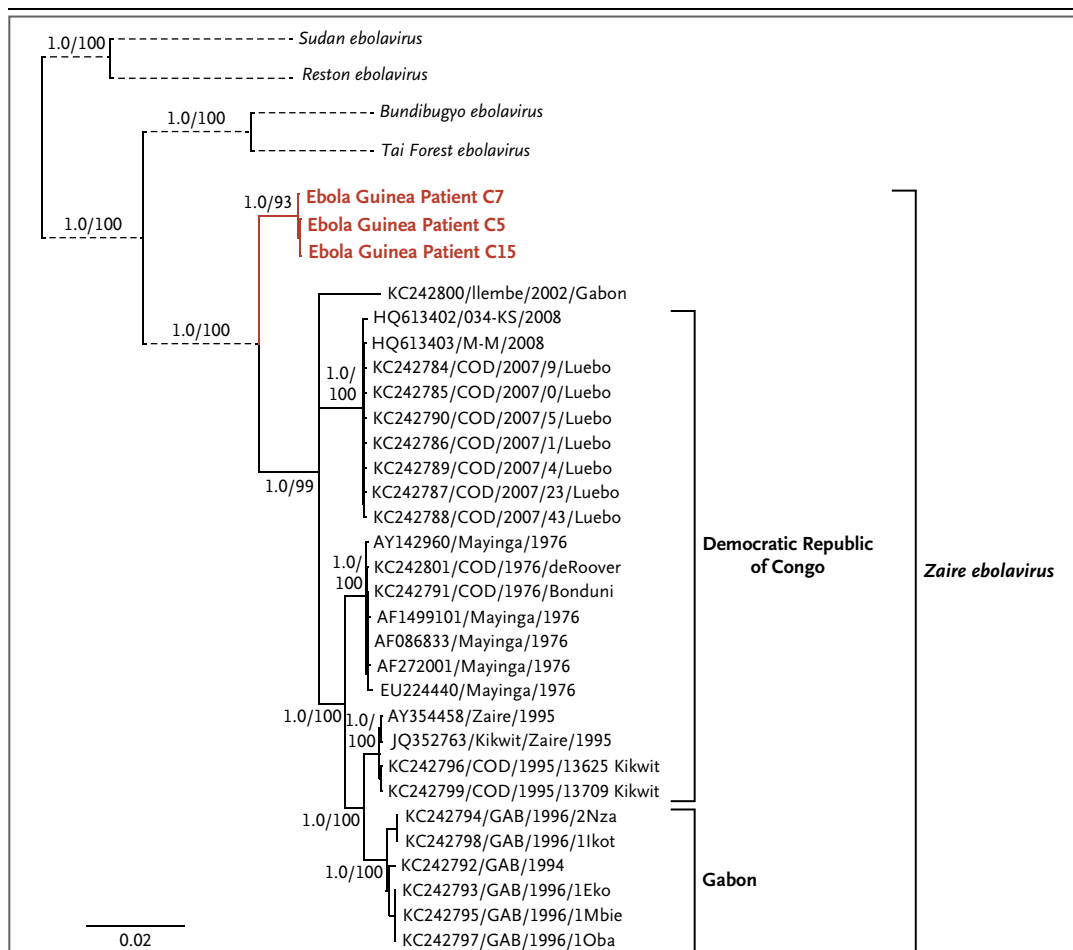 1.0/100
Sudan ebolavirus
Reston ebolavirus
1.0/100
Bundibugyo ebolavirus
Tai Forest ebolavirus
1.0/100
1.0/93
Ebola Guinea Patient C7
Ebola Guinea Patient C5
Ebola Guinea Patient C15
1.0/100
KC242800/Ilembe/2002/Gabon
HQ613402/034-KS/2008
HQ613403/M-M/2008
1.0/
100
KC242784/COD/2007/9/Luebo
KC242785/COD/2007/0/Luebo
KC242790/COD/2007/5/Luebo
KC242786/COD/2007/1/Luebo
KC242789/COD/2007/4/Luebo
KC242787/COD/2007/23/Luebo
KC242788/COD/2007/43/Luebo
1.0/99
AY142960/Mayinga/1976
1.0/
100
KC242801/COD/1976/deRoover
KC242791/COD/1976/Bonduni
AF1499101/Mayinga/1976
AF086833/Mayinga/1976
AF272001/Mayinga/1976
EU224440/Mayinga/1976
Democratic Republic
of Congo
Zaire ebolavirus
1.0/100
1.0/
100
AY354458/Zaire/1995
JQ352763/Kikwit/Zaire/1995
KC242796/COD/1995/13625 Kikwit
KC242799/COD/1995/13709 Kikwit
1.0/100
KC242794/GAB/1996/2Nza
KC242798/GAB/1996/1Ikot
1.0/100
KC242792/GAB/1994
KC242793/GAB/1996/1Eko
KC242795/GAB/1996/1Mbie
KC242797/GAB/1996/1Oba
Gabon
0.02